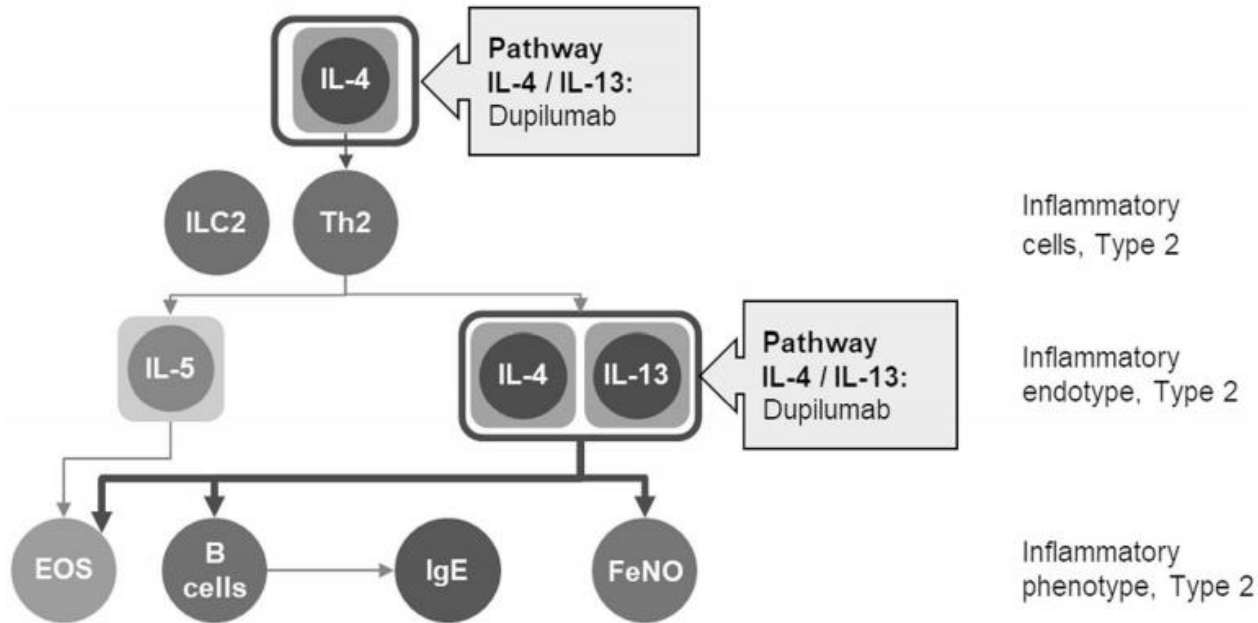 IL-4
Pathway
IL-4 / IL-13:
Dupilumab
ILC2
Th2
Inflammatory
cells, Type 2
IL-5
IL-4
IL-13
Pathway
IL-4 / IL-13:
Dupilumab
Inflammatory
endotype, Type 2
EOS
B
cells
IgE
FeNO
Inflammatory
phenotype, Type 2